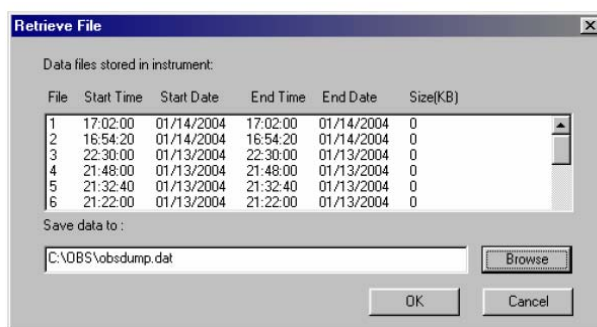 Retrieve File
Data files stored in instrument:
File Start Time Start Date End Time End Date Size(KB)
1 17:02:00 01/14/2004 17:02:00 01/14/2004 0
2 16:54:20 01/14/2004 16:54:20 01/14/2004 0
3 22:30:00 01/13/2004 22:30:00 01/13/2004 0
4 21:48:00 01/13/2004 21:48:00 01/13/2004 0
5 21:32:40 01/13/2004 21:32:40 01/13/2004 0
6 21:22:00 01/13/2004 21:22:00 01/13/2004 0
Save data to :
C:\OBS\obsdump.dat
Browse
OK Cancel